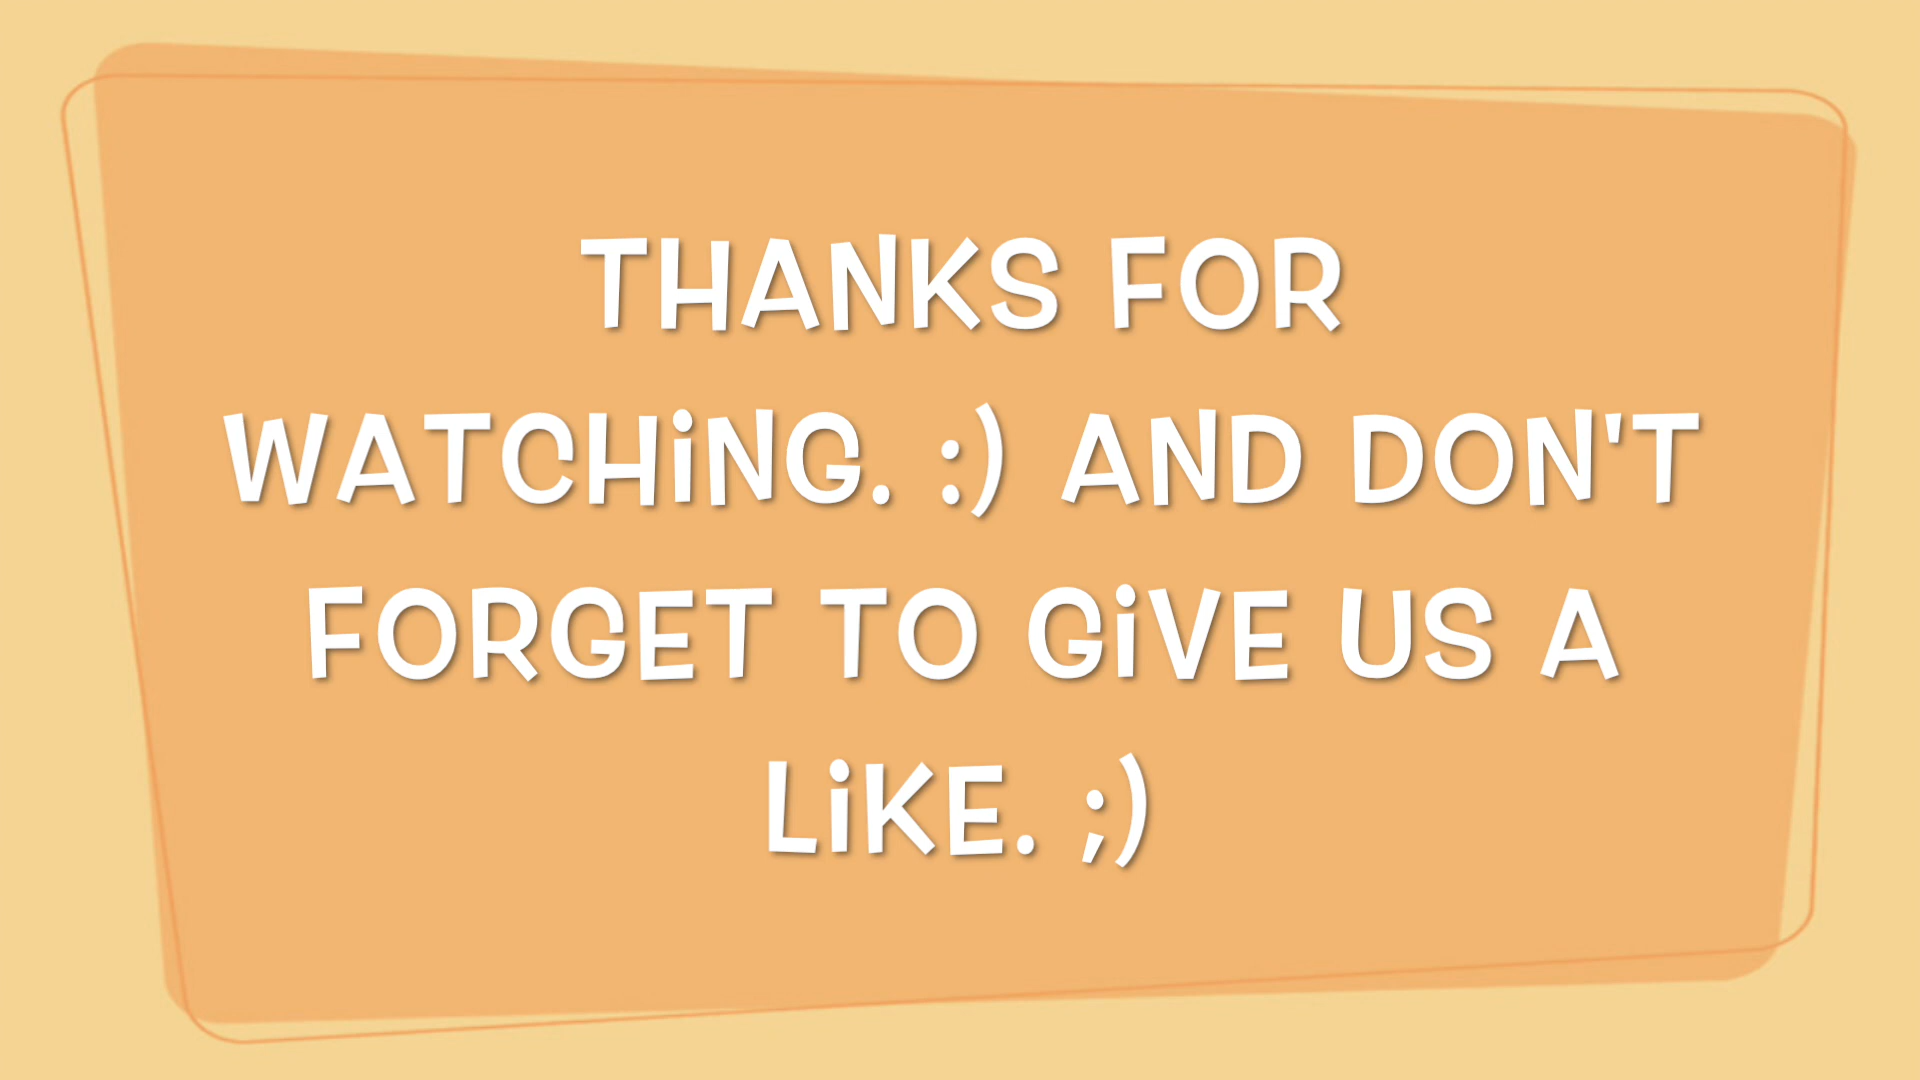 THANKS FOR
WATCHiNG. :) AND DON'T
FORGET TO GiVE US A
LiKE. ;)